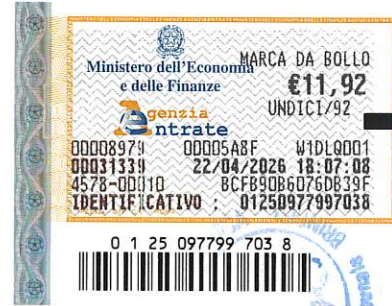 Ministero dell'Economia
e delle Finanze
MARCA DA BOLLO
€11,92
UNDICI/92
Agenzia
Entrate
00008979 00005A8F W1DLQ001
00031339 22/04/2026 18:07:08
4578-00010 BCFB90B6076DB39F
IDENTIFICATIVO : 01250977997038
0 1 25 097799 703 8